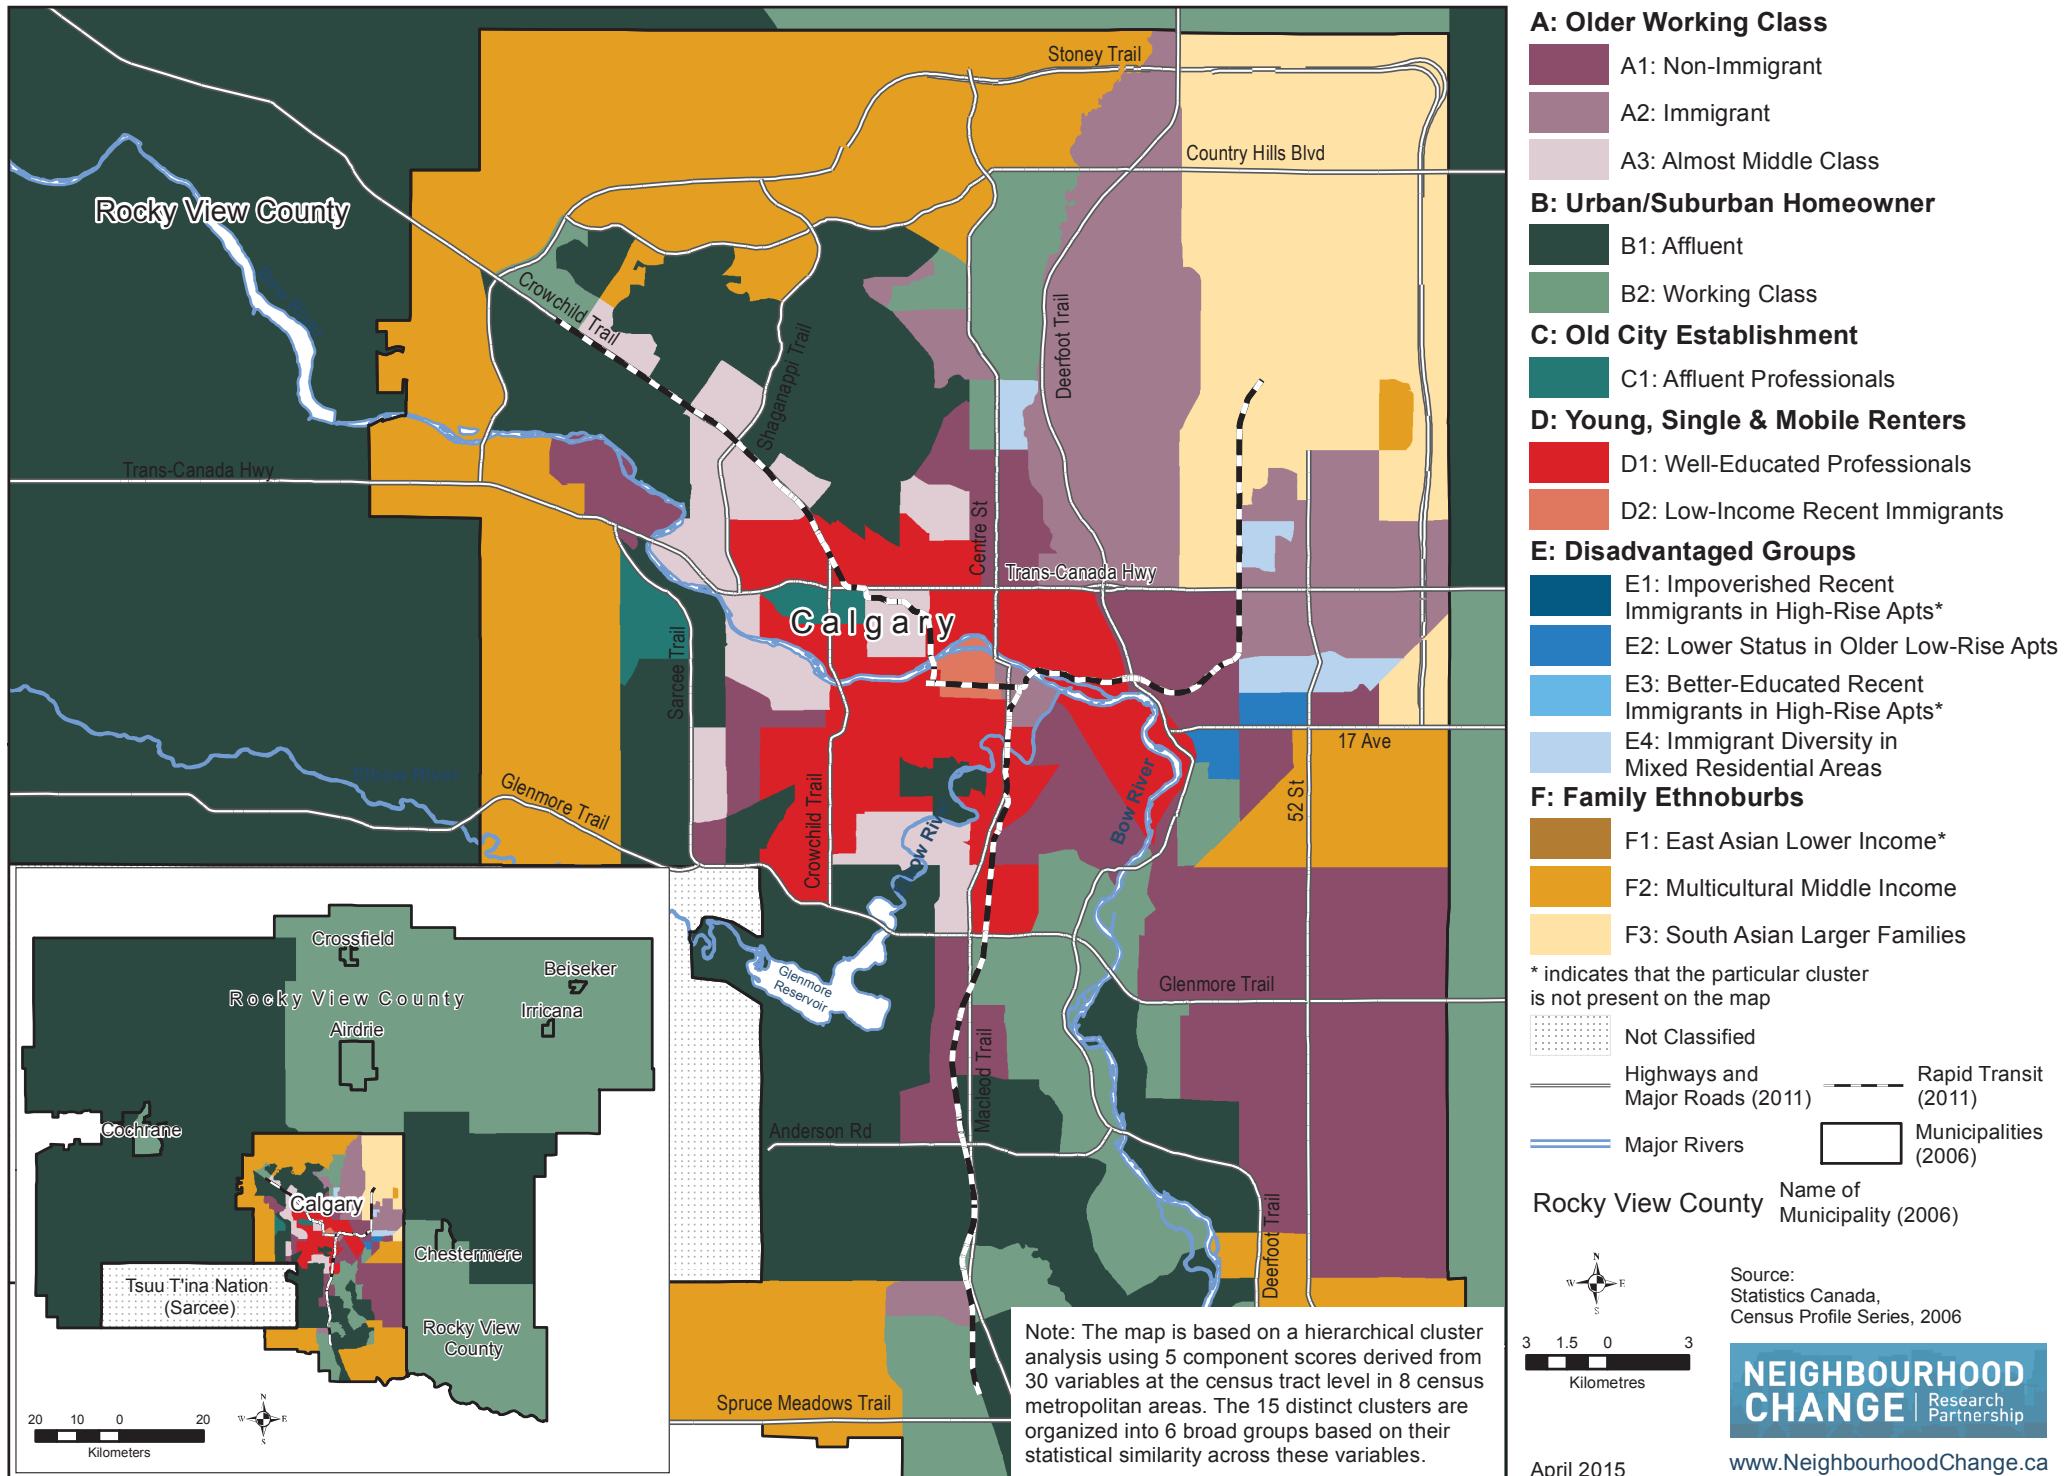 Stoney Trail
Country Hills Blvd
Rocky View County
Crowchild Trail
Shaganappi Trail
Deerfoot Trail
Trans-Canada Hwy
Centre St
Trans-Canada Hwy
Calgary
Sarcee Trail
17 Ave
52 St
Bow River
Elbow River
Glenmore Trail
Crowchild Trail
Glenmore
Reservoir
Glenmore Trail
Macleod Trail
Anderson Rd
Deerfoot Trail
Spruce Meadows Trail
Crossfield
Beiseker
Rocky View County
Irricana
Airdrie
Cochrane
Calgary
Chestermere
Tsuu T'ina Nation
(Sarcee)
Rocky View
County
N
W E
S
20 10 0 20
Kilometers
Note: The map is based on a hierarchical cluster
analysis using 5 component scores derived from
30 variables at the census tract level in 8 census
metropolitan areas. The 15 distinct clusters are
organized into 6 broad groups based on their
statistical similarity across these variables.
A: Older Working Class
A1: Non-Immigrant
A2: Immigrant
A3: Almost Middle Class
B: Urban/Suburban Homeowner
B1: Affluent
B2: Working Class
C: Old City Establishment
C1: Affluent Professionals
D: Young, Single & Mobile Renters
D1: Well-Educated Professionals
D2: Low-Income Recent Immigrants
E: Disadvantaged Groups
E1: Impoverished Recent
Immigrants in High-Rise Apts*
E2: Lower Status in Older Low-Rise Apts
E3: Better-Educated Recent
Immigrants in High-Rise Apts*
E4: Immigrant Diversity in
Mixed Residential Areas
F: Family Ethnoburbs
F1: East Asian Lower Income*
F2: Multicultural Middle Income
F3: South Asian Larger Families
* indicates that the particular cluster
is not present on the map
Not Classified
Highways and
Major Roads (2011)
Rapid Transit
(2011)
Major Rivers
Municipalities
(2006)
Rocky View County
Name of
Municipality (2006)
N
W E
S
3 1.5 0 3
Kilometres
Source:
Statistics Canada,
Census Profile Series, 2006
NEIGHBOURHOOD
CHANGE
Research
Partnership
April 2015
www.NeighbourhoodChange.ca